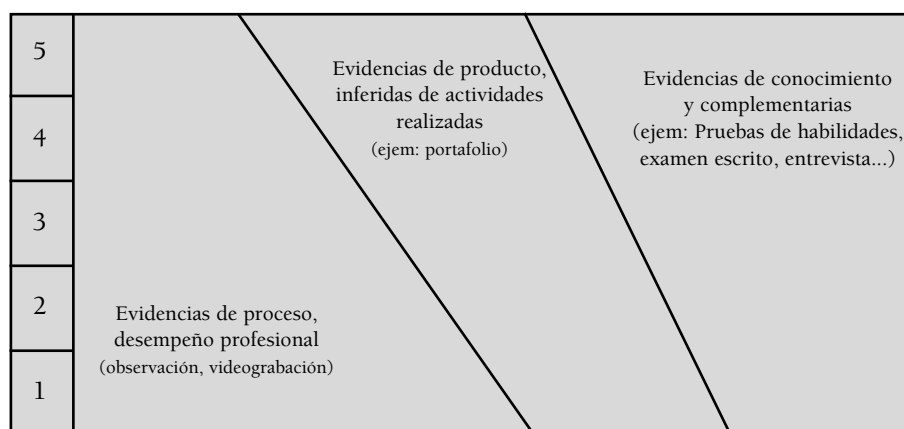 5
4
3
2
1
Evidencias de proceso,
desempeño profesional
(observación, videograbación)
Evidencias de producto,
inferidas de actividades
realizadas
(ejem: portafolio)
Evidencias de conocimiento
y complementarias
(ejem: Pruebas de habilidades,
examen escrito, entrevista...)